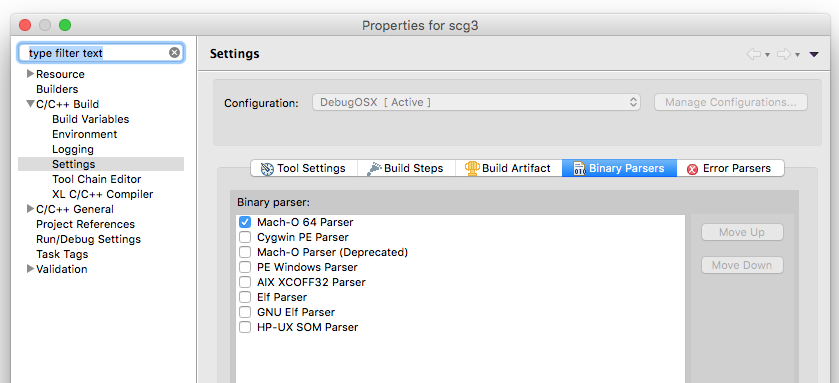 Properties for scg3
type filter text
Resource
Builders
C/C++ Build
Build Variables
Environment
Logging
Settings
Tool Chain Editor
XL C/C++ Compiler
C/C++ General
Project References
Run/Debug Settings
Task Tags
Validation
Settings
Configuration: DebugOSX [ Active ] Manage Configurations...
Tool Settings Build Steps Build Artifact Binary Parsers Error Parsers
Binary parser:
Mach-O 64 Parser
Cygwin PE Parser
Mach-O Parser (Deprecated)
PE Windows Parser
AIX XCOFF32 Parser
Elf Parser
GNU Elf Parser
HP-UX SOM Parser
Move Up
Move Down